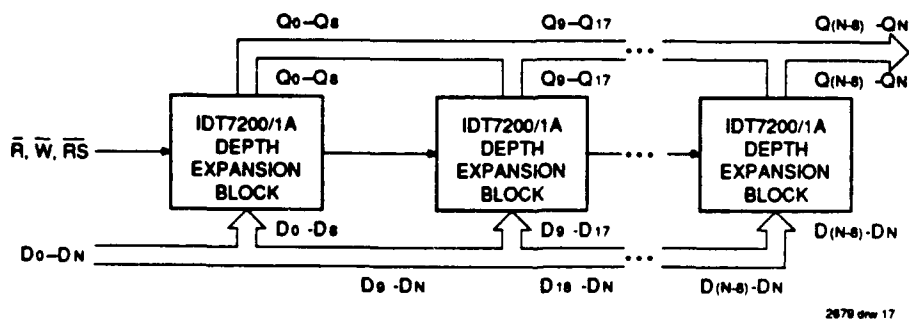 Q0–Q8 Q9–Q17 ••• Q(N-8) -QN
Q0–Q8 Q9–Q17 Q(N-8) -QN
IDT7200/1A
DEPTH
EXPANSION
BLOCK
IDT7200/1A
DEPTH
EXPANSION
BLOCK
IDT7200/1A
DEPTH
EXPANSION
BLOCK
R̅, W̅, R̅S̅
•••
D0 -D8 D9 -D17 D(N-8)-DN
D0–DN
•••
D9 -DN D18 -DN D(N-8)-DN
2679 drw 17